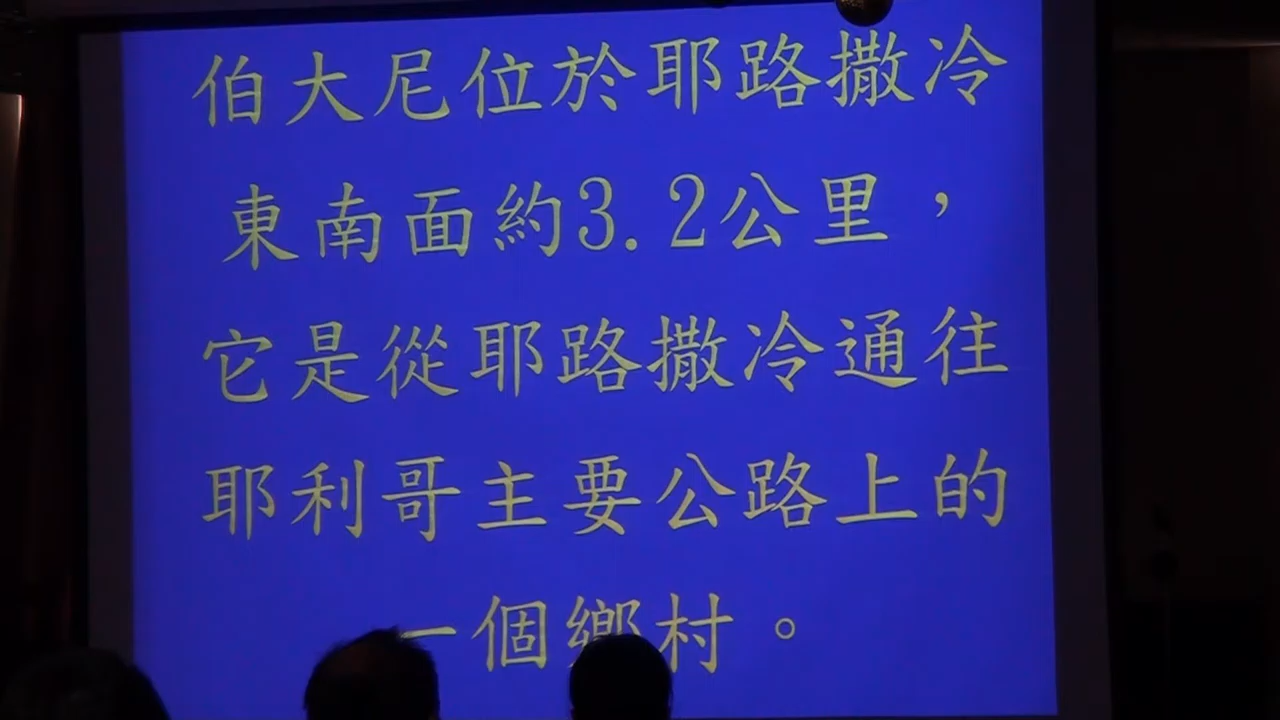 伯大尼位於耶路撒冷
東南面約3.2公里，
它是從耶路撒冷通往
耶利哥主要公路上的
一個鄉村。